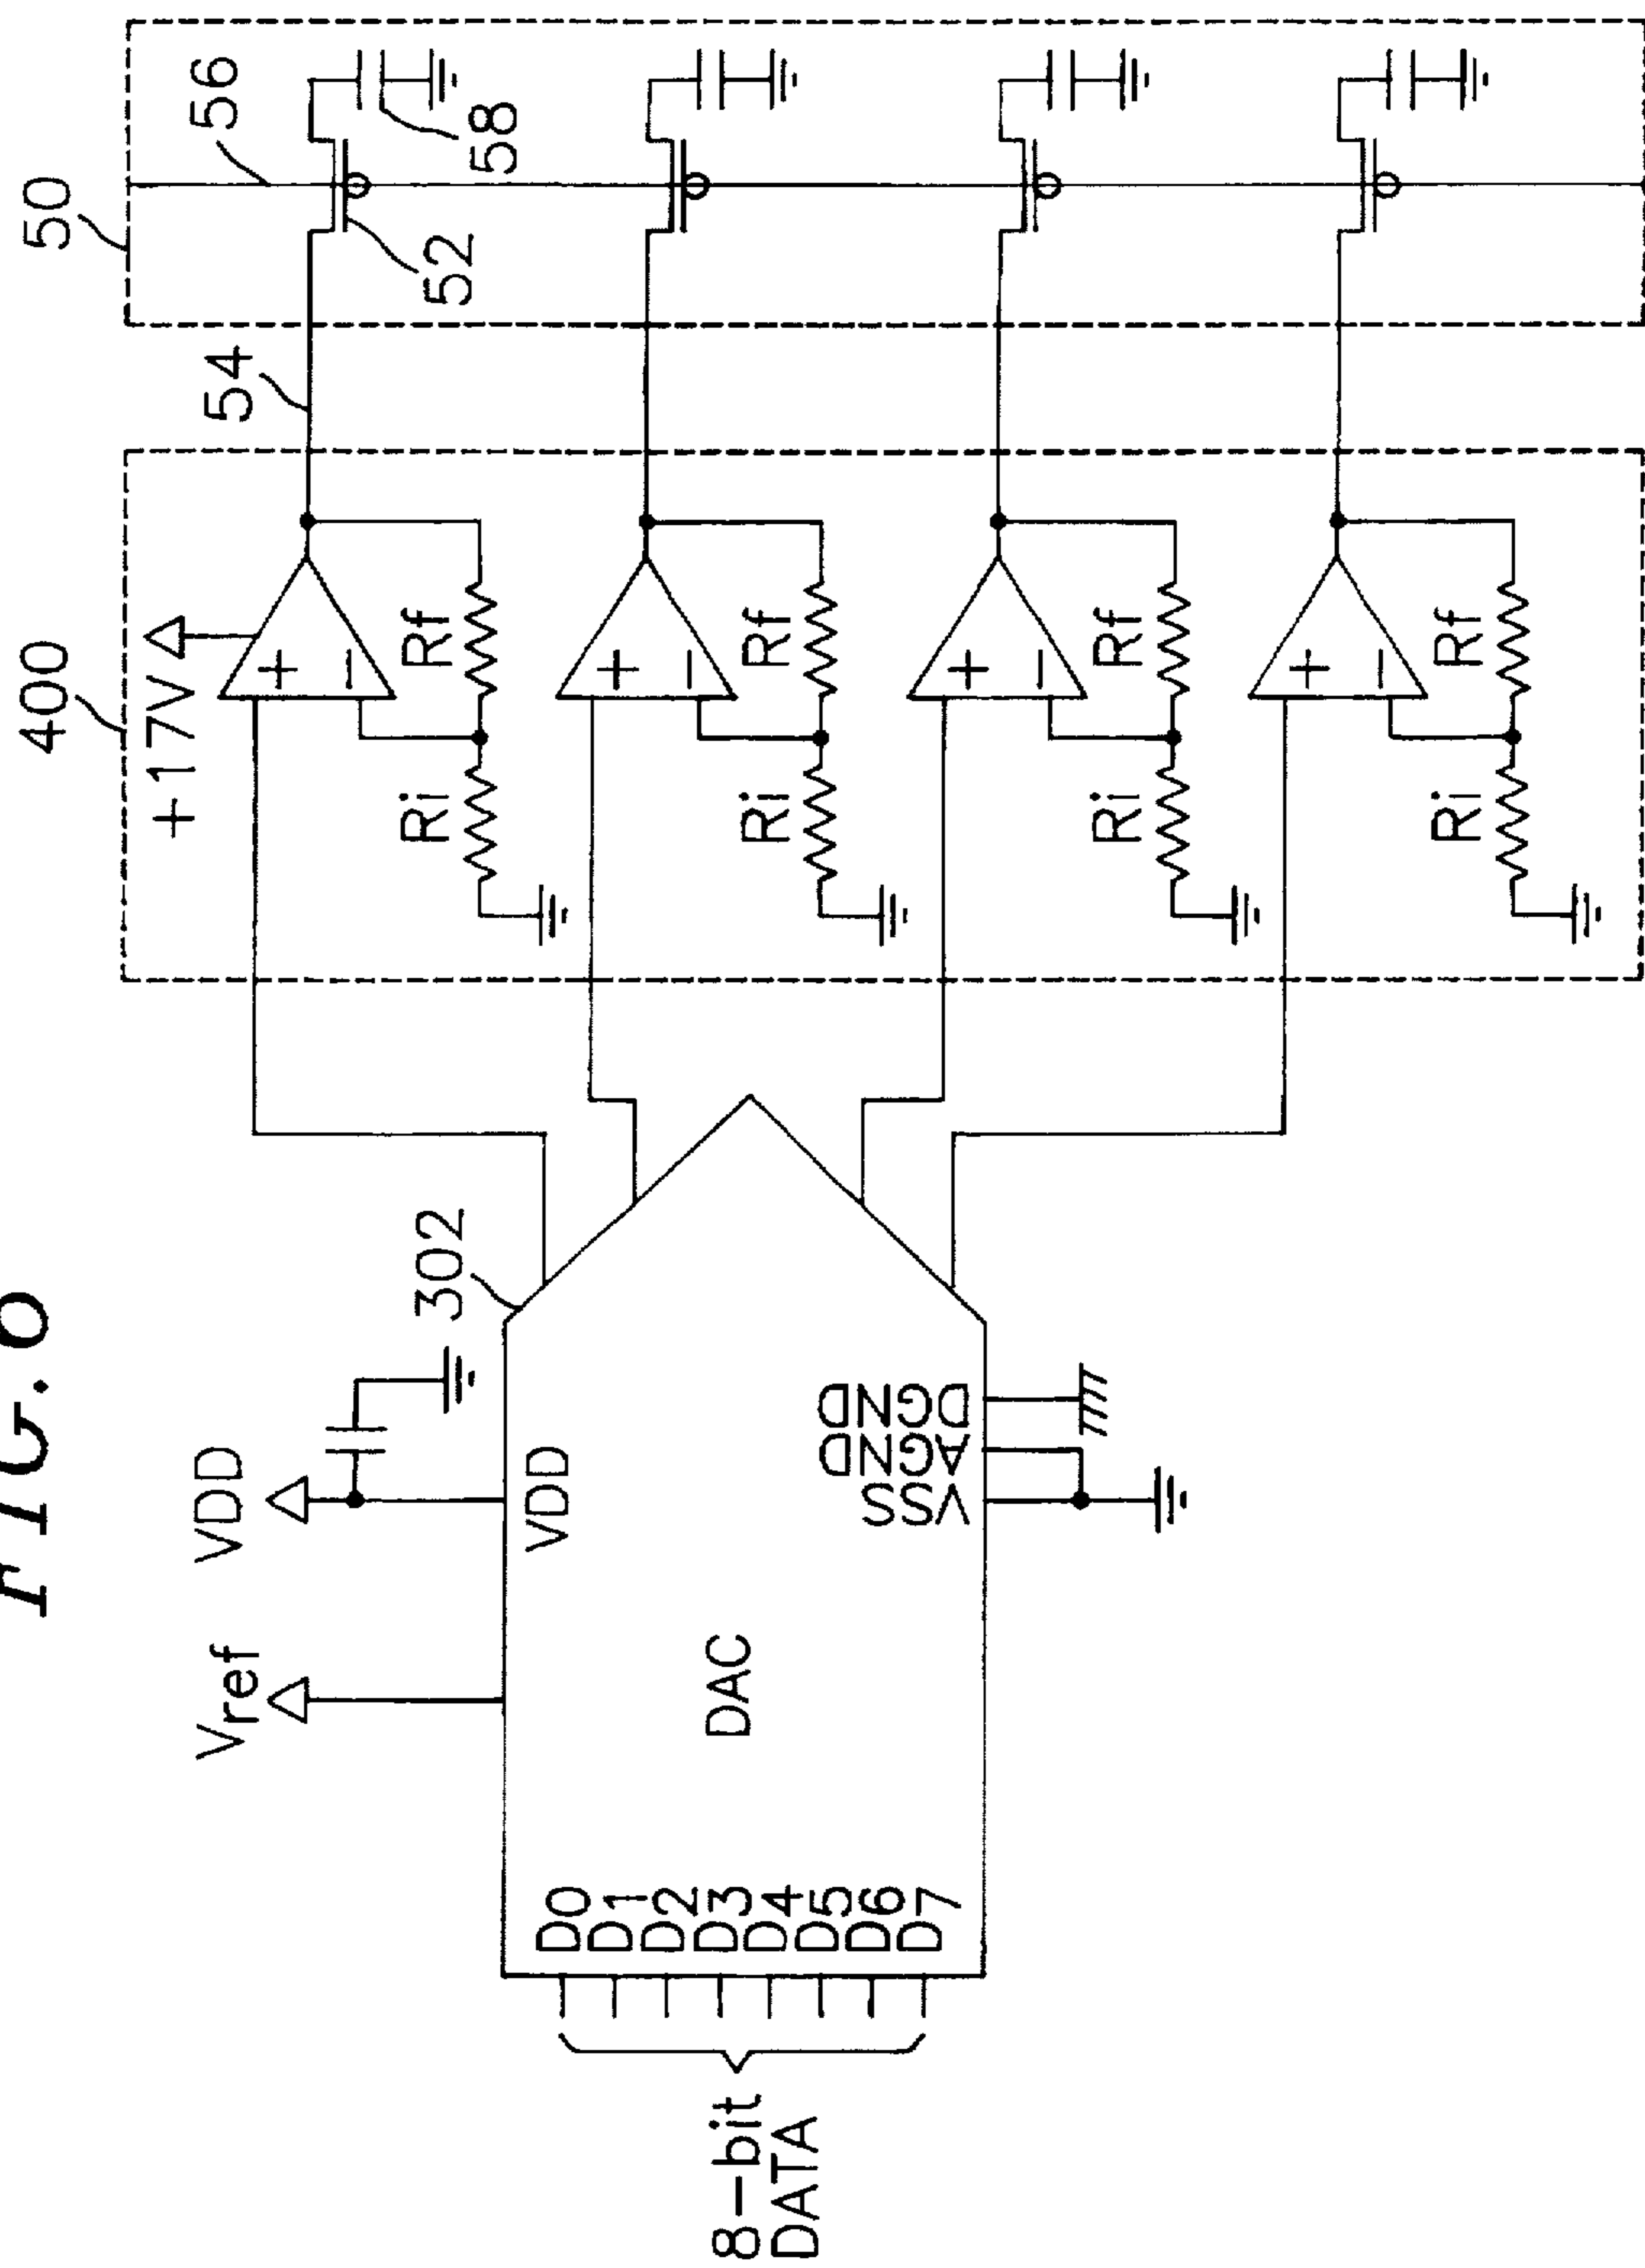 FIG. 6
400
50
Vref
VDD
+17V
54
56
302
52
58
8-bit
DATA
D0
D1
D2
D3
D4
D5
D6
D7
VDD
DAC
VSS
AGND
DGND
+
−
Ri
Rf
+
−
Ri
Rf
+
−
Ri
Rf
+
−
Ri
Rf